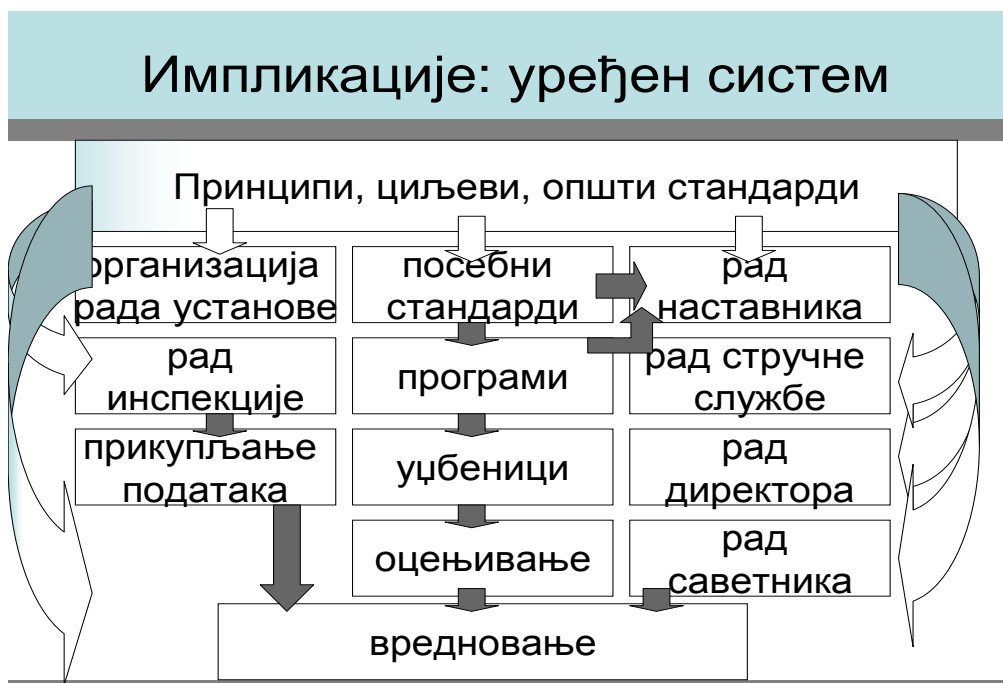 Импликације: уређен систем
Принципи, циљеви, општи стандарди
организација
рада установе
посебни
стандарди
рад
наставника
рад
инспекције
програми
рад стручне
службе
прикупљање
података
уџбеници
рад
директора
оцењивање
рад
саветника
вредновање